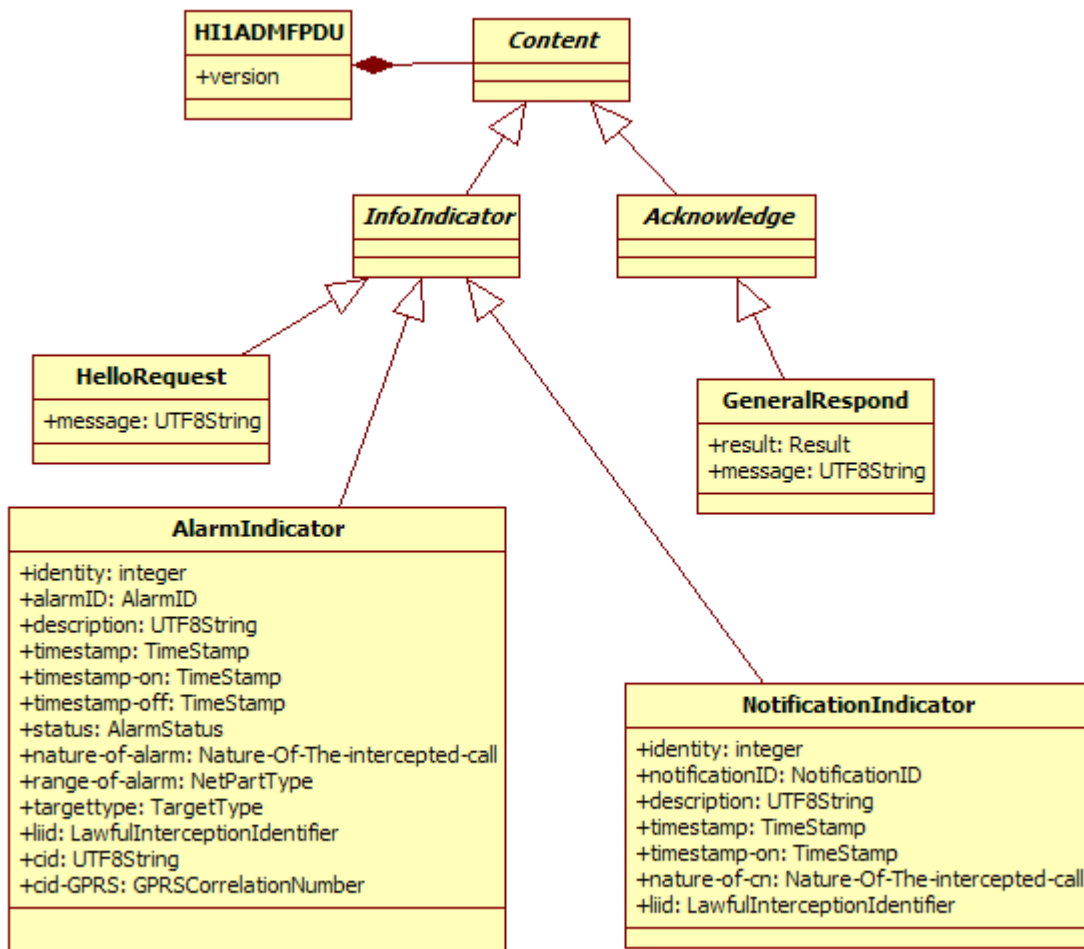 HI1ADMFPDU
+version
Content
InfoIndicator
Acknowledge
HelloRequest
+message: UTF8String
GeneralRespond
+result: Result
+message: UTF8String
AlarmIndicator
+identity: integer
+alarmID: AlarmID
+description: UTF8String
+timestamp: TimeStamp
+timestamp-on: TimeStamp
+timestamp-off: TimeStamp
+status: AlarmStatus
+nature-of-alarm: Nature-Of-The-intercepted-call
+range-of-alarm: NetPartType
+targettype: TargetType
+liid: LawfulInterceptionIdentifier
+cid: UTF8String
+cid-GPRS: GPRSCorrelationNumber
NotificationIndicator
+identity: integer
+notificationID: NotificationID
+description: UTF8String
+timestamp: TimeStamp
+timestamp-on: TimeStamp
+nature-of-cn: Nature-Of-The-intercepted-call
+liid: LawfulInterceptionIdentifier